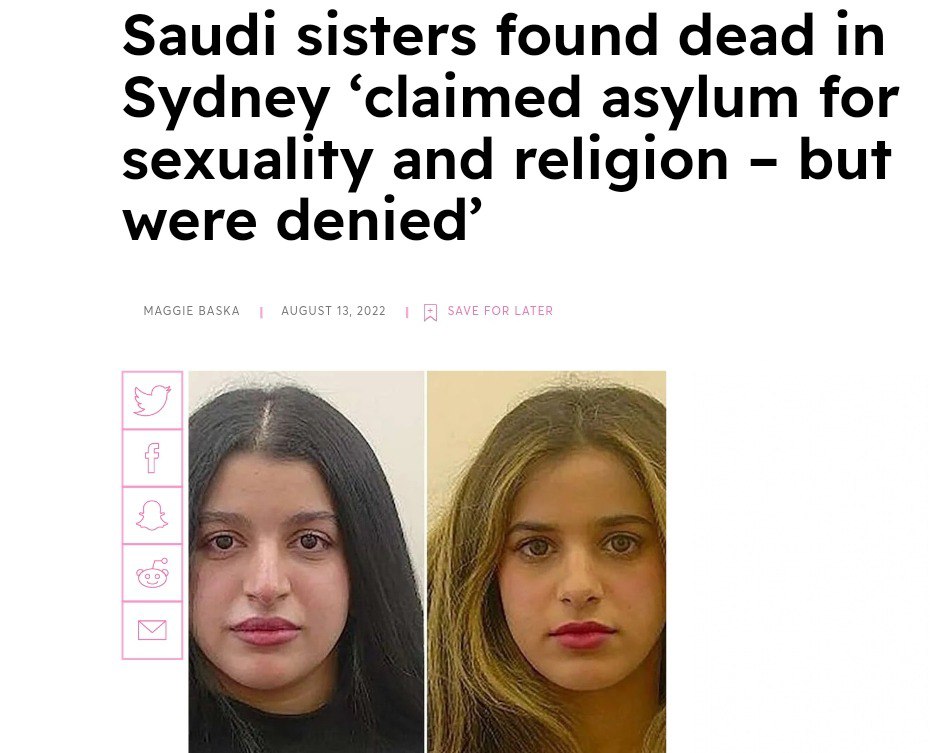 Saudi sisters found dead in
Sydney ‘claimed asylum for
sexuality and religion – but
were denied’
MAGGIE BASKA | AUGUST 13, 2022 | SAVE FOR LATER